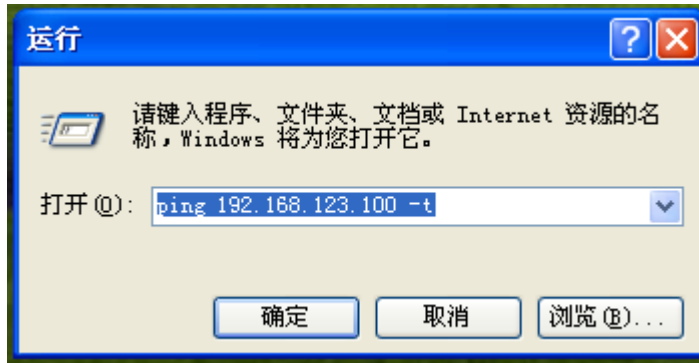 运行
请键入程序、文件夹、文档或 Internet 资源的名
称，Windows 将为您打开它。
打开(O): ping 192.168.123.100 -t
确定 取消 浏览(B)...